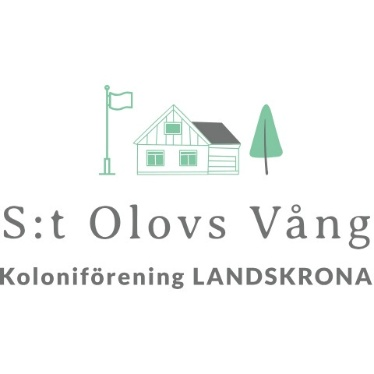 S:t Olovs Vång
Koloniförening LANDSKRONA